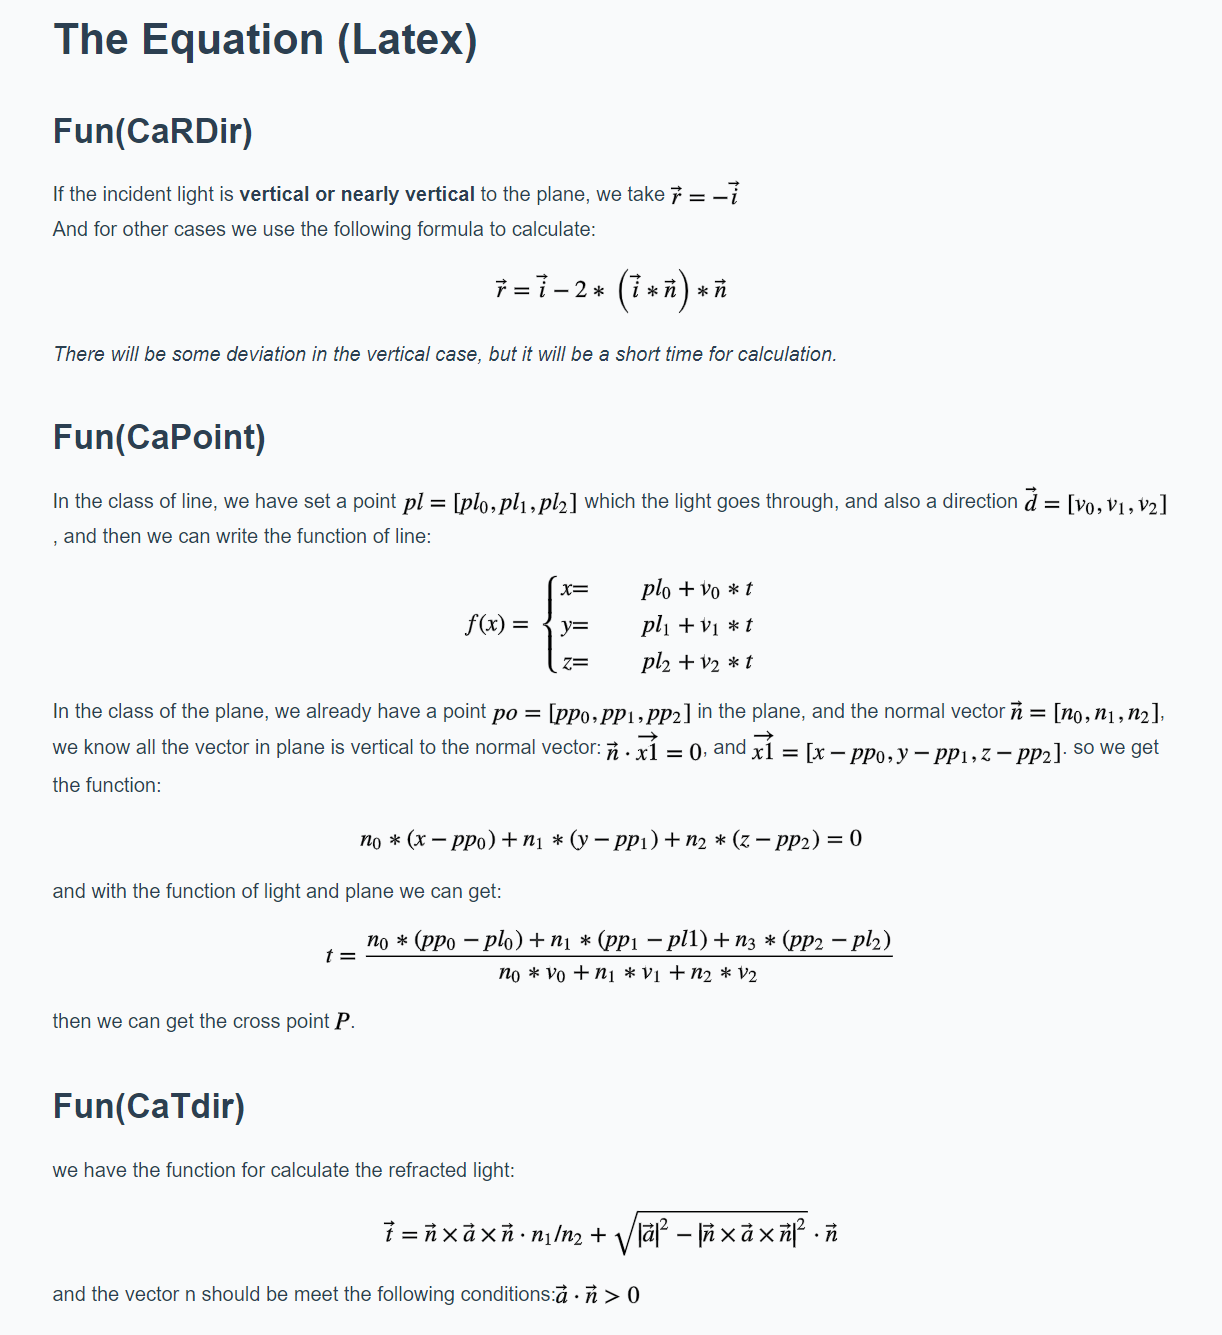 The Equation (Latex)
Fun(CaRDir)
If the incident light is vertical or nearly vertical to the plane, we take $\vec{r} = -\vec{i}$
And for other cases we use the following formula to calculate:
$\vec{r} = \vec{i} - 2 * \left(\vec{i} * \vec{n}\right) * \vec{n}$
There will be some deviation in the vertical case, but it will be a short time for calculation.
Fun(CaPoint)
In the class of line, we have set a point $pl = [pl_0, pl_1, pl_2]$ which the light goes through, and also a direction $\vec{d} = [v_0, v_1, v_2]$
, and then we can write the function of line:
$f(x) = \begin{cases} x= & pl_0 + v_0 * t \\ y= & pl_1 + v_1 * t \\ z= & pl_2 + v_2 * t \end{cases}$
In the class of the plane, we already have a point $po = [pp_0, pp_1, pp_2]$ in the plane, and the normal vector $\vec{n} = [n_0, n_1, n_2]$,
we know all the vector in plane is vertical to the normal vector: $\vec{n} \cdot \overrightarrow{x1} = 0$, and $\overrightarrow{x1} = [x - pp_0, y - pp_1, z - pp_2]$. so we get
the function:
$n_0 * (x - pp_0) + n_1 * (y - pp_1) + n_2 * (z - pp_2) = 0$
and with the function of light and plane we can get:
$t = \frac{n_0 * (pp_0 - pl_0) + n_1 * (pp_1 - pl1) + n_3 * (pp_2 - pl_2)}{n_0 * v_0 + n_1 * v_1 + n_2 * v_2}$
then we can get the cross point $P$.
Fun(CaTdir)
we have the function for calculate the refracted light:
$\vec{t} = \vec{n} \times \vec{a} \times \vec{n} \cdot n_1/n_2 + \sqrt{|\vec{a}|^2 - |\vec{n} \times \vec{a} \times \vec{n}|^2} \cdot \vec{n}$
and the vector n should be meet the following conditions:$\vec{a} \cdot \vec{n} > 0$